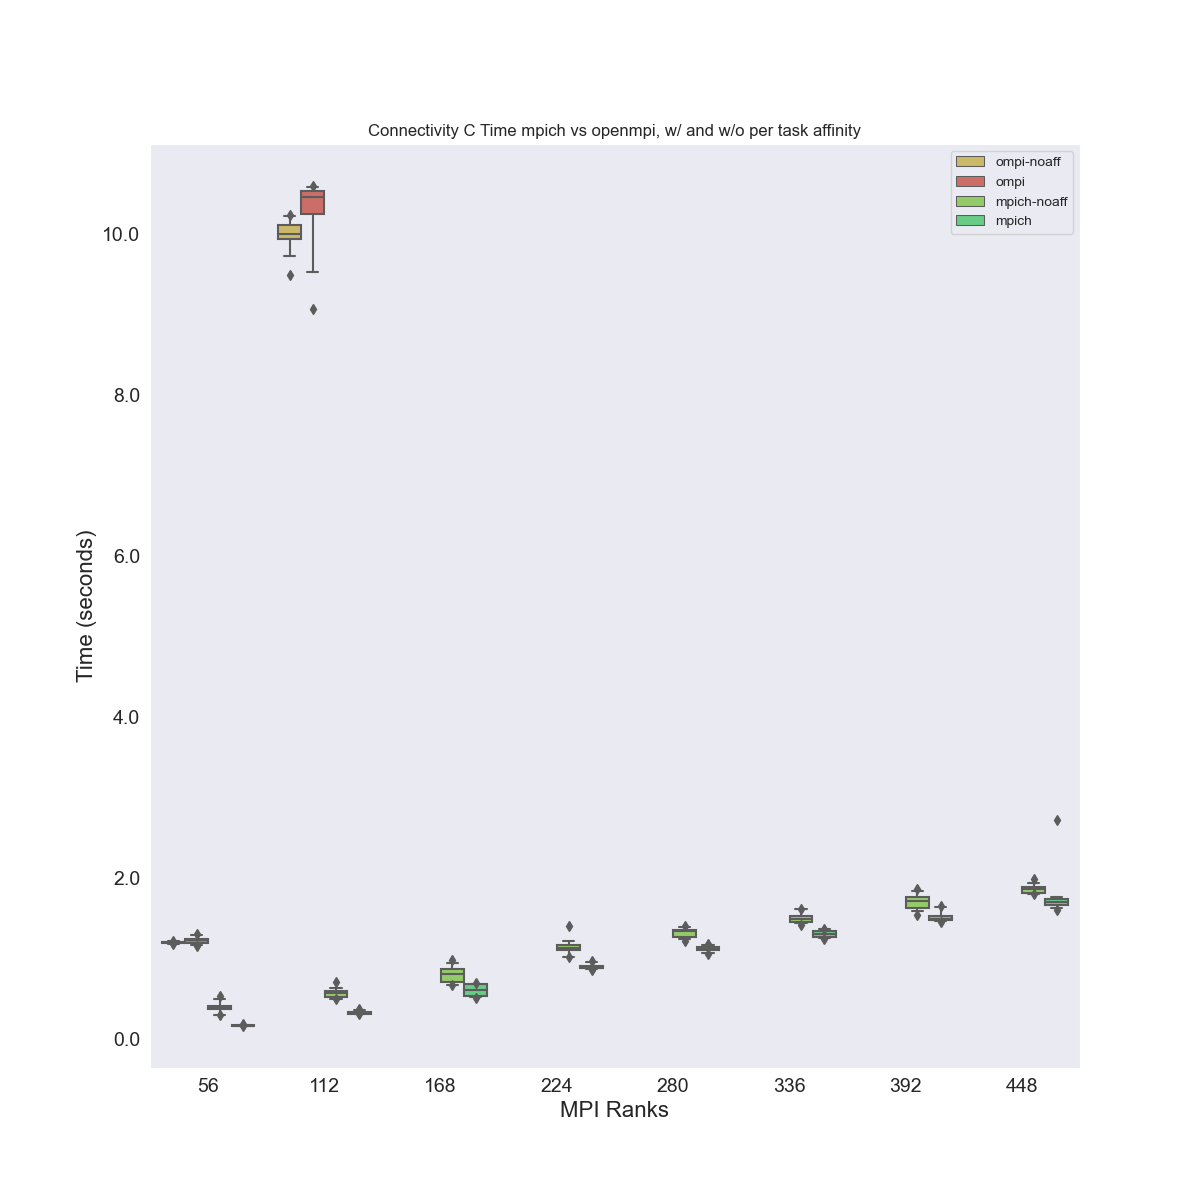 Connectivity C Time mpich vs openmpi, w/ and w/o per task affinity
ompi-noaff
ompi
mpich-noaff
mpich
10.0
8.0
6.0
4.0
2.0
0.0
Time (seconds)
56 112 168 224 280 336 392 448
MPI Ranks